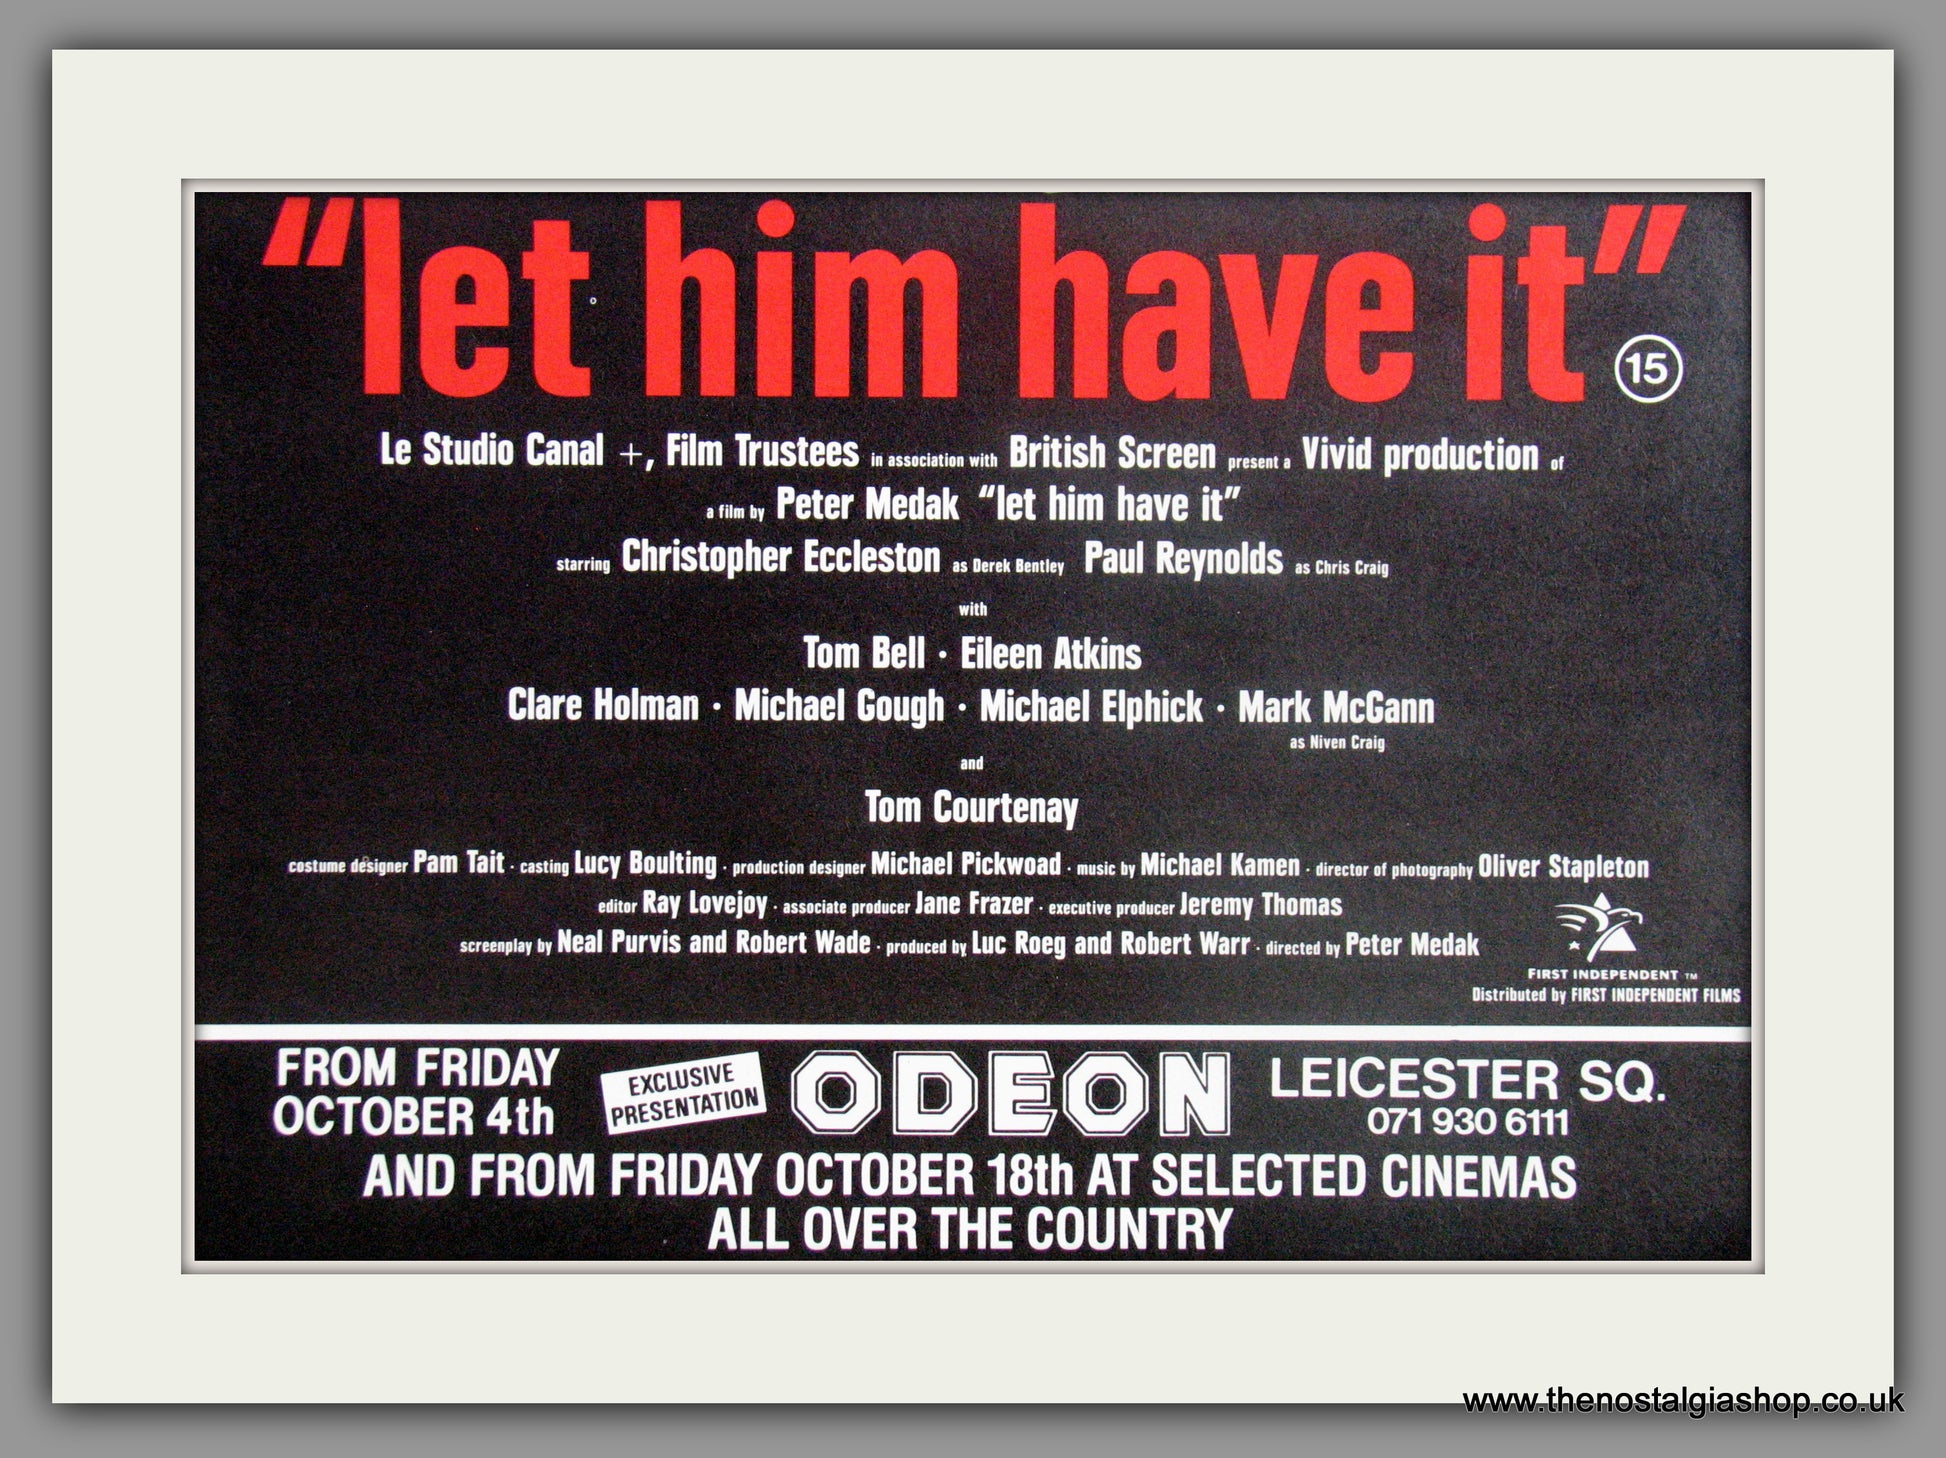 “let him have it”
15
Le Studio Canal +, Film Trustees in association with British Screen present a Vivid production of
a film by Peter Medak “let him have it”
starring Christopher Eccleston as Derek Bentley Paul Reynolds as Chris Craig
with
Tom Bell · Eileen Atkins
Clare Holman · Michael Gough · Michael Elphick · Mark McGann
as Niven Craig
and
Tom Courtenay
costume designer Pam Tait · casting Lucy Boulting · production designer Michael Pickwoad · music by Michael Kamen · director of photography Oliver Stapleton
editor Ray Lovejoy · associate producer Jane Frazer · executive producer Jeremy Thomas
screenplay by Neal Purvis and Robert Wade · produced by Luc Roeg and Robert Warr · directed by Peter Medak
FIRST INDEPENDENT TM
Distributed by FIRST INDEPENDENT FILMS
FROM FRIDAY
OCTOBER 4th
EXCLUSIVE
PRESENTATION
ODEON
LEICESTER SQ.
071 930 6111
AND FROM FRIDAY OCTOBER 18th AT SELECTED CINEMAS
ALL OVER THE COUNTRY
www.thenostalgiashop.co.uk